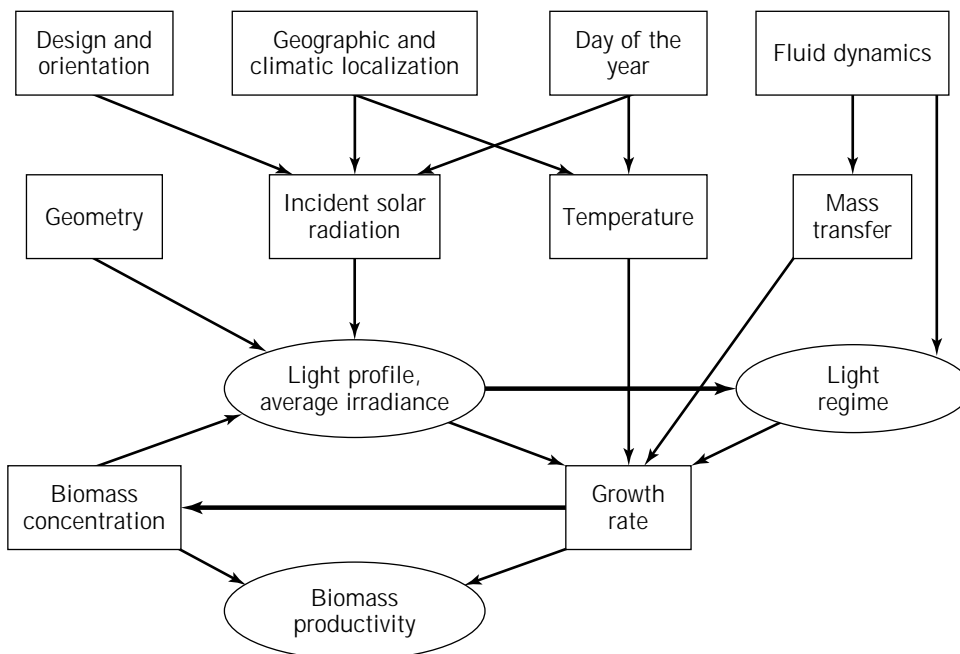 Design and
orientation
Geographic and
climatic localization
Day of the
year
Fluid dynamics
Geometry
Incident solar
radiation
Temperature
Mass
transfer
Light profile,
average irradiance
Light
regime
Biomass
concentration
Growth
rate
Biomass
productivity